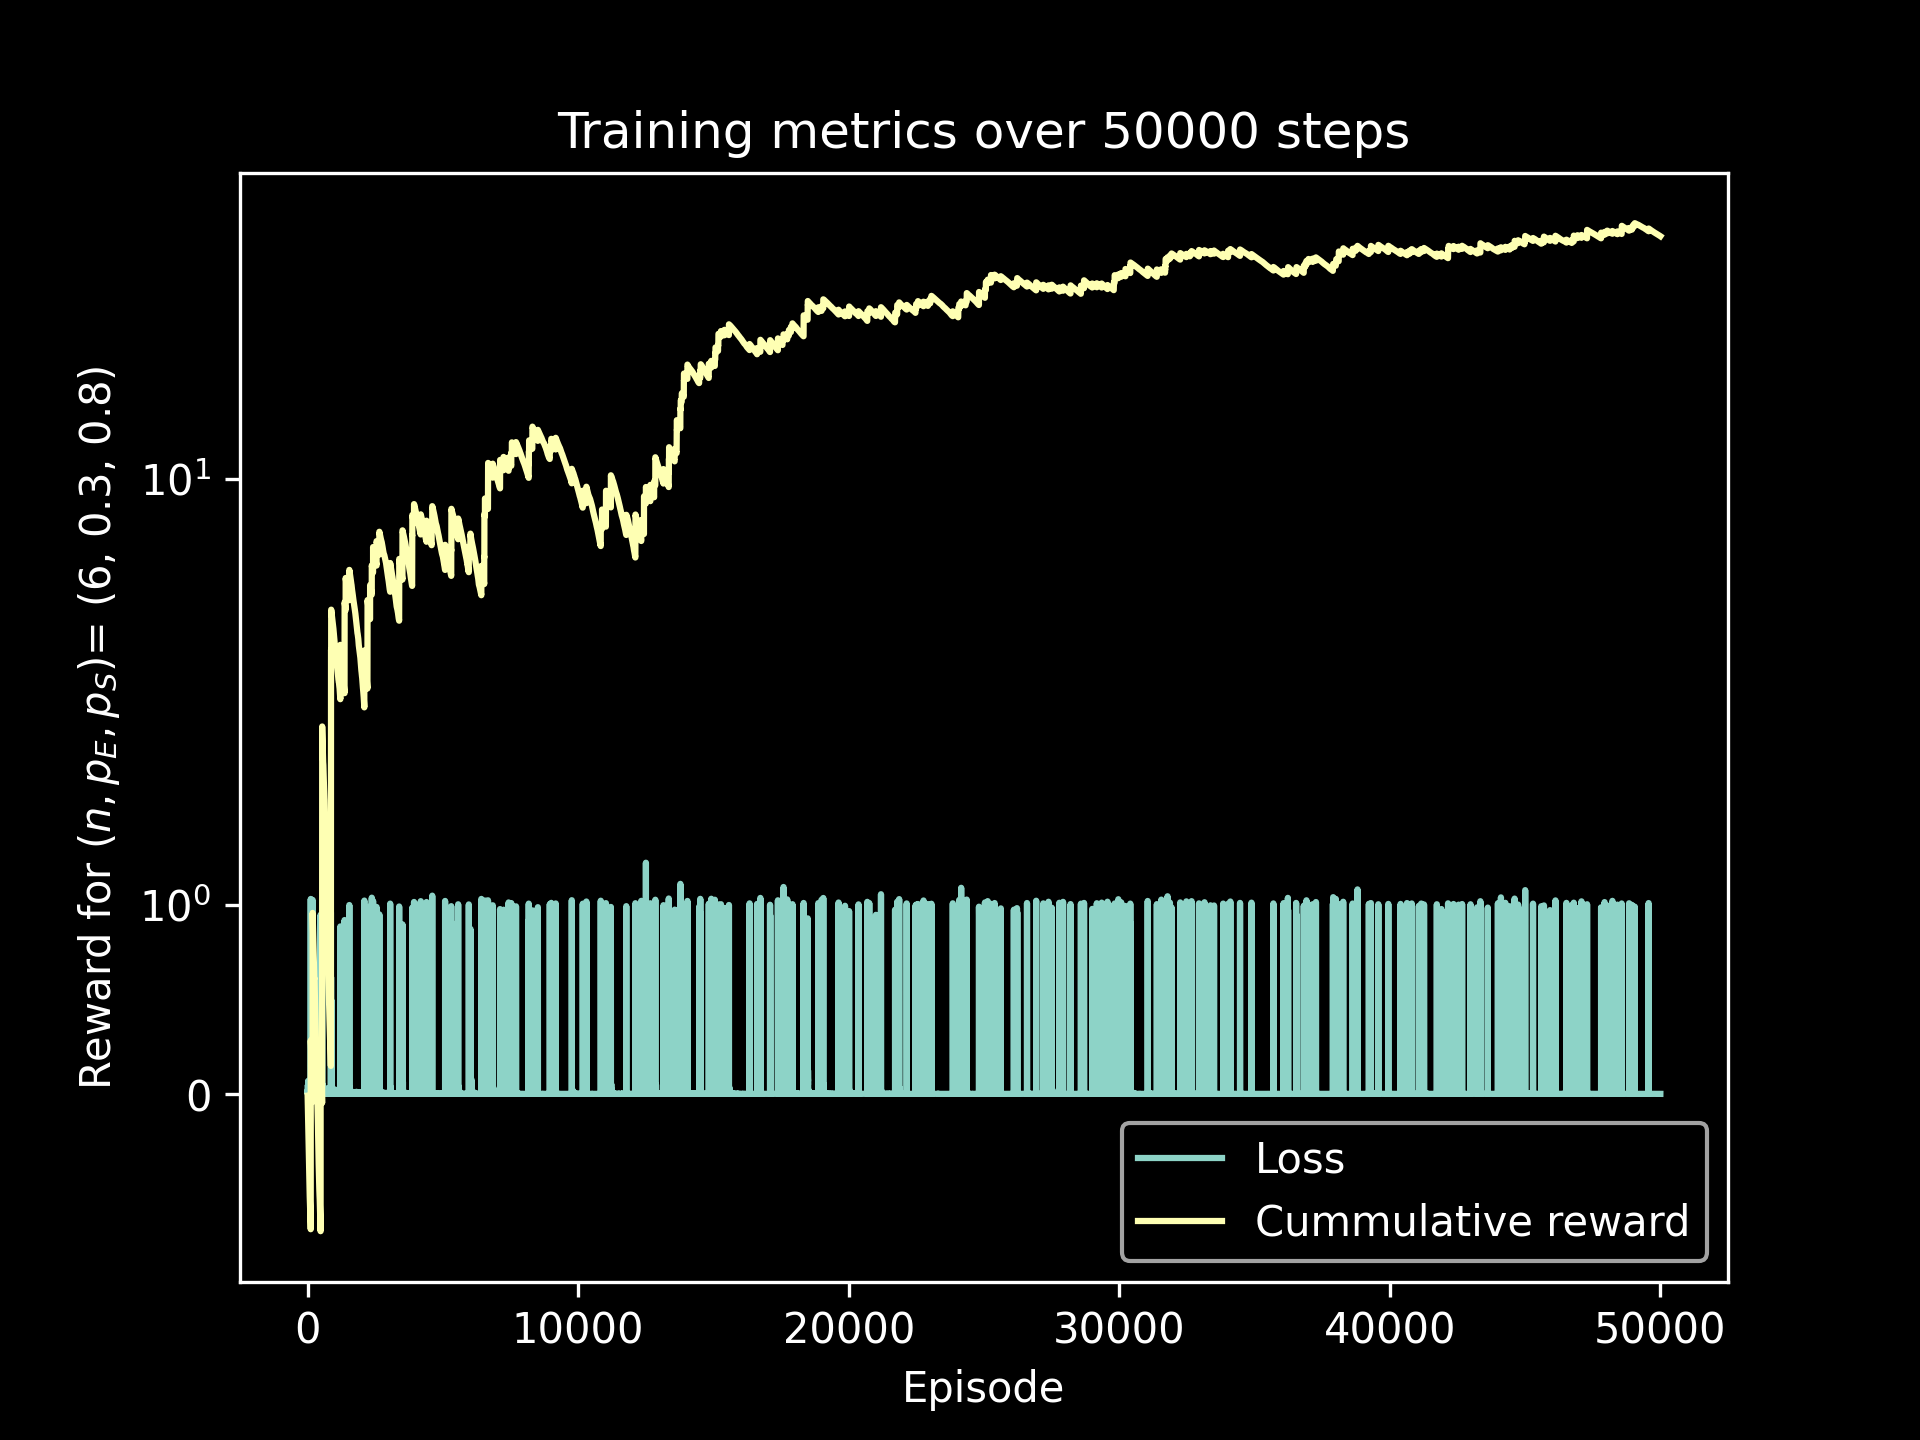 Training metrics over 50000 steps
Reward for (n, p_E, p_S)= (6, 0.3, 0.8)
10¹
10⁰
0
Loss
Cummulative reward
0 10000 20000 30000 40000 50000
Episode